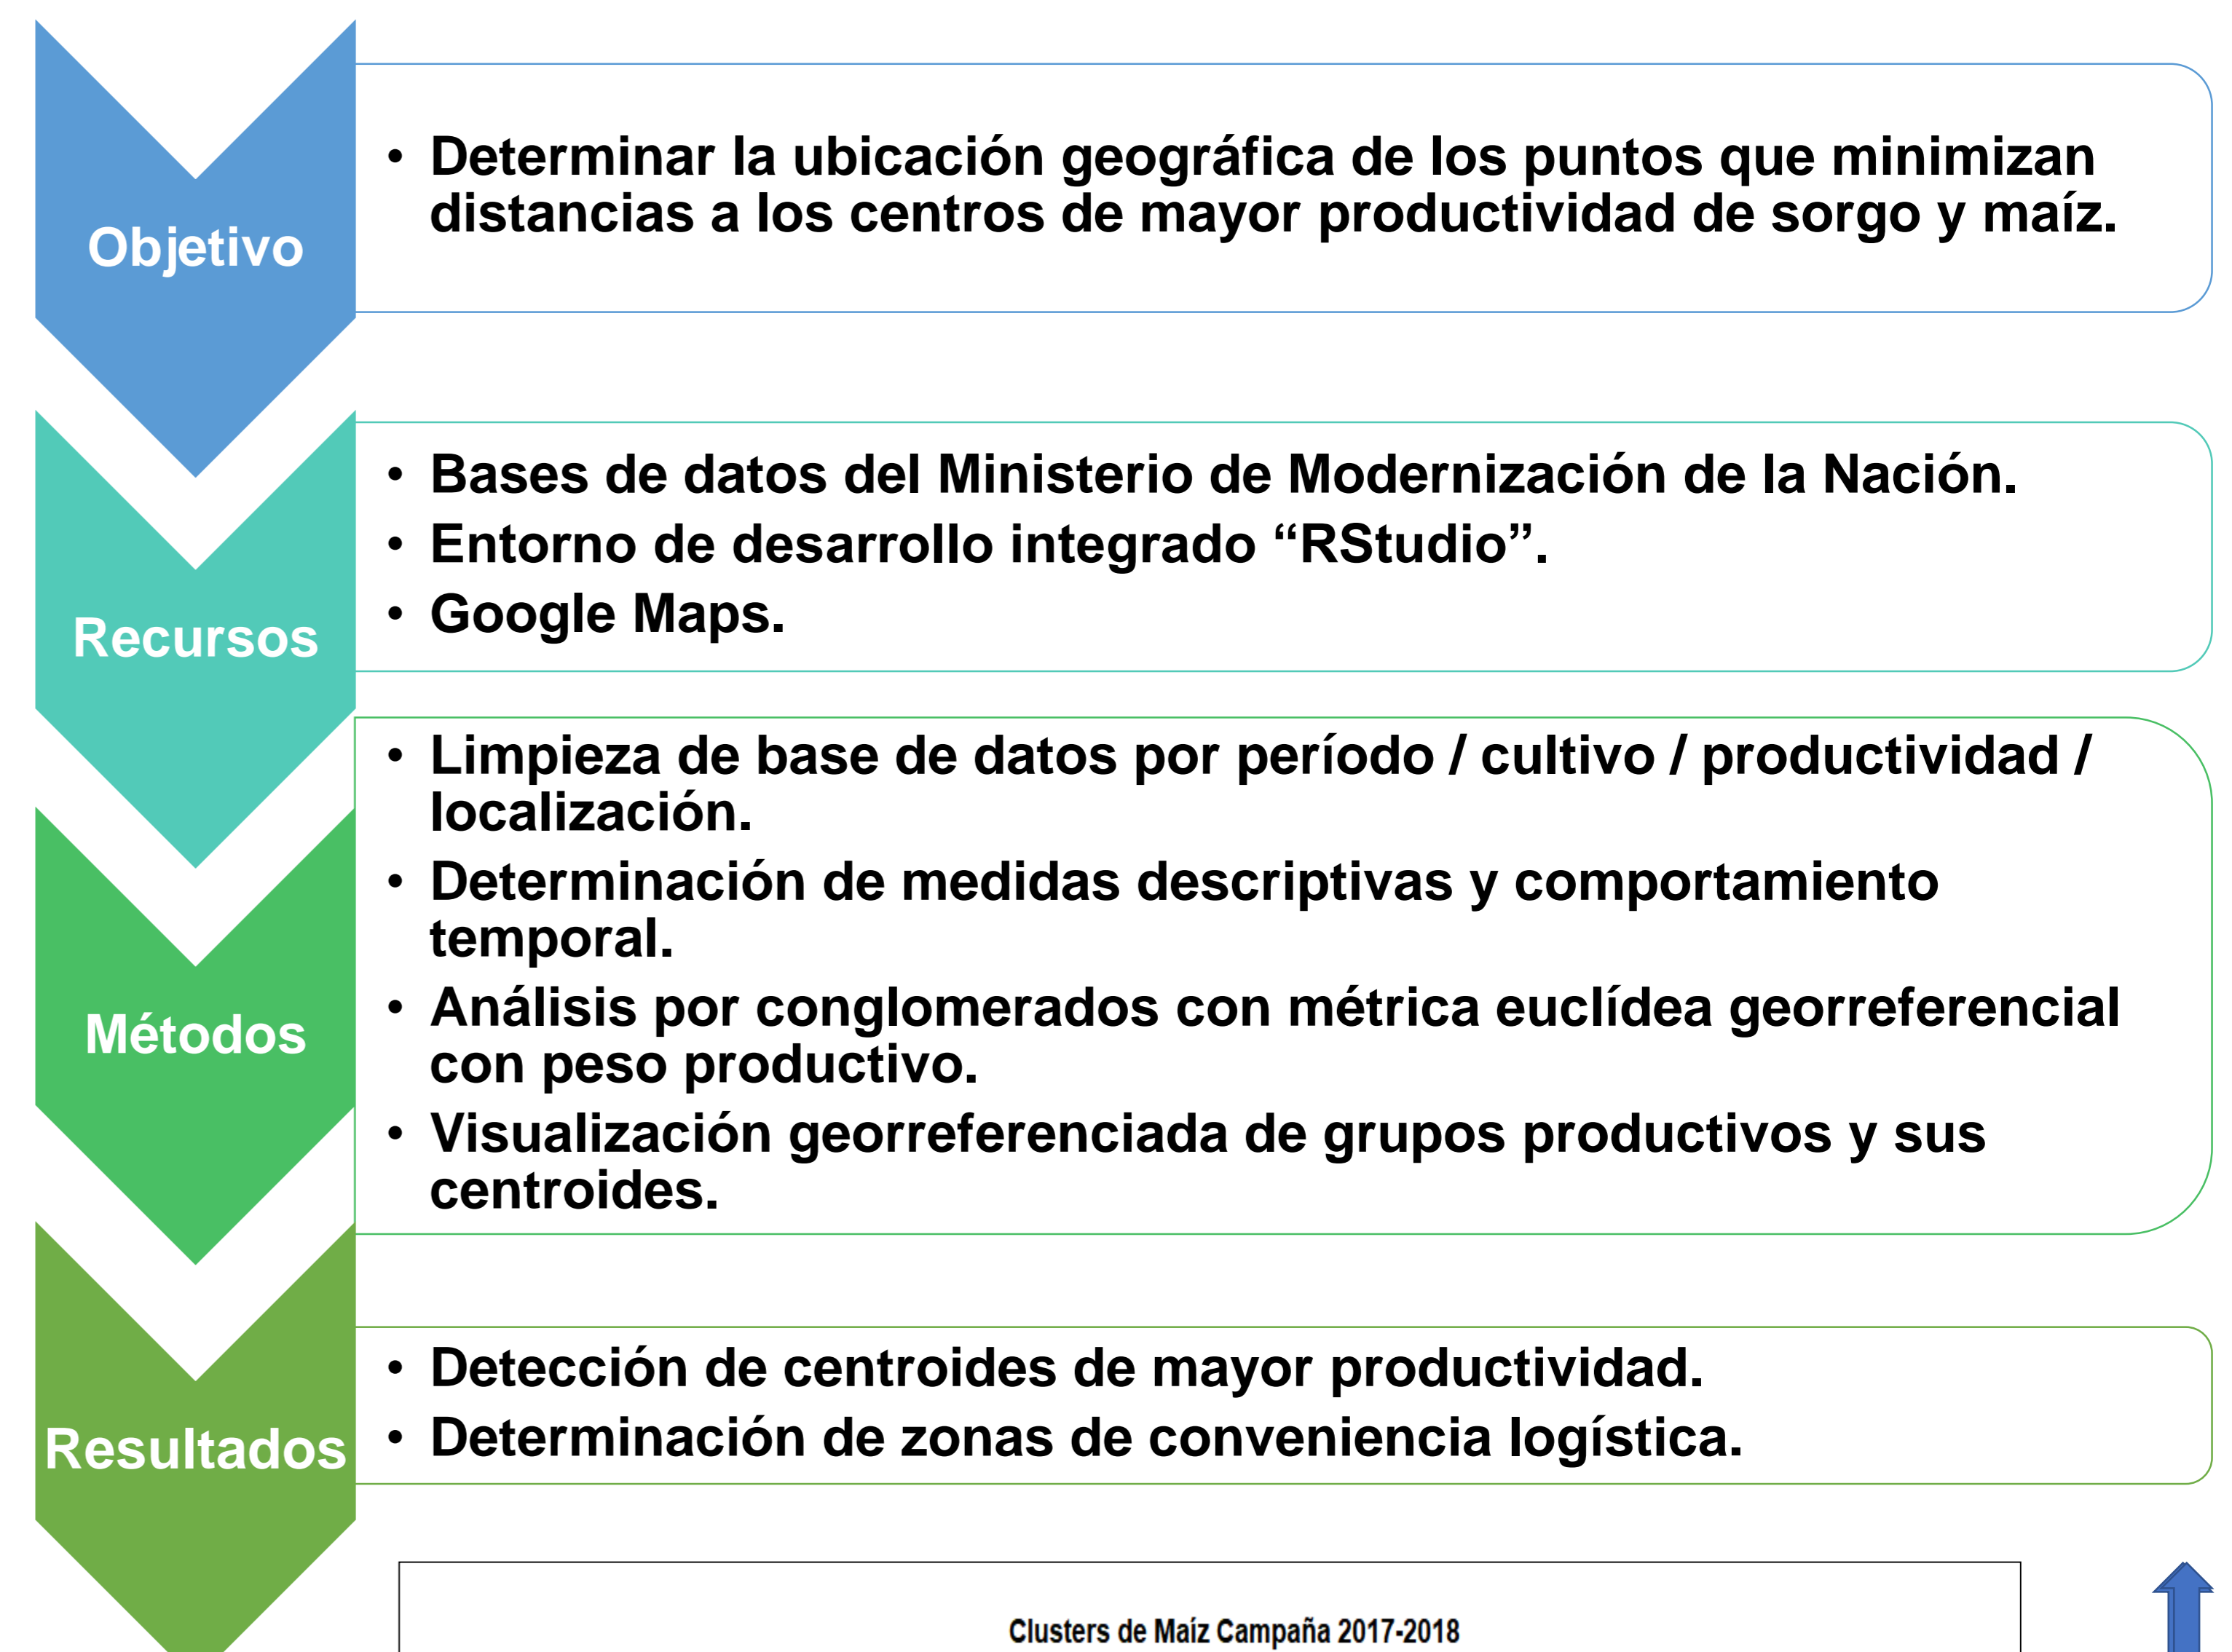 Objetivo
• Determinar la ubicación geográfica de los puntos que minimizan
distancias a los centros de mayor productividad de sorgo y maíz.
Recursos
• Bases de datos del Ministerio de Modernización de la Nación.
• Entorno de desarrollo integrado “RStudio”.
• Google Maps.
Métodos
• Limpieza de base de datos por período / cultivo / productividad /
localización.
• Determinación de medidas descriptivas y comportamiento
temporal.
• Análisis por conglomerados con métrica euclídea georreferencial
con peso productivo.
• Visualización georreferenciada de grupos productivos y sus
centroides.
Resultados
• Detección de centroides de mayor productividad.
• Determinación de zonas de conveniencia logística.
Clusters de Maíz Campaña 2017-2018